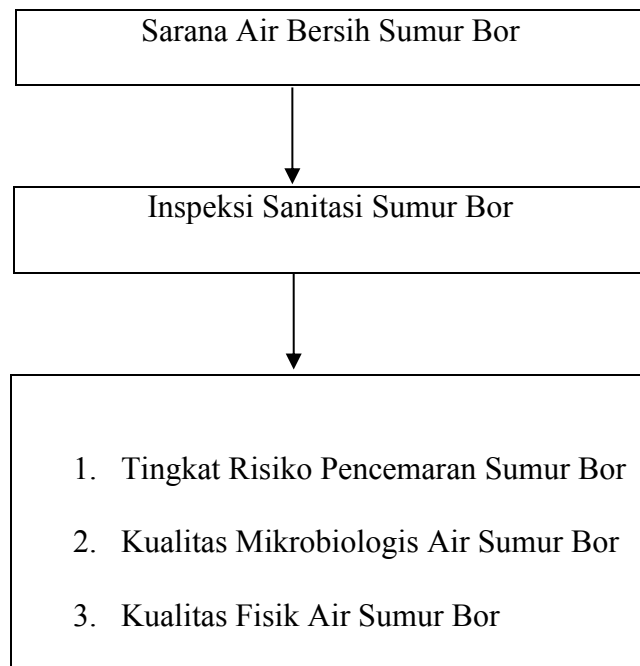 Sarana Air Bersih Sumur Bor
Inspeksi Sanitasi Sumur Bor
1. Tingkat Risiko Pencemaran Sumur Bor
2. Kualitas Mikrobiologis Air Sumur Bor
3. Kualitas Fisik Air Sumur Bor